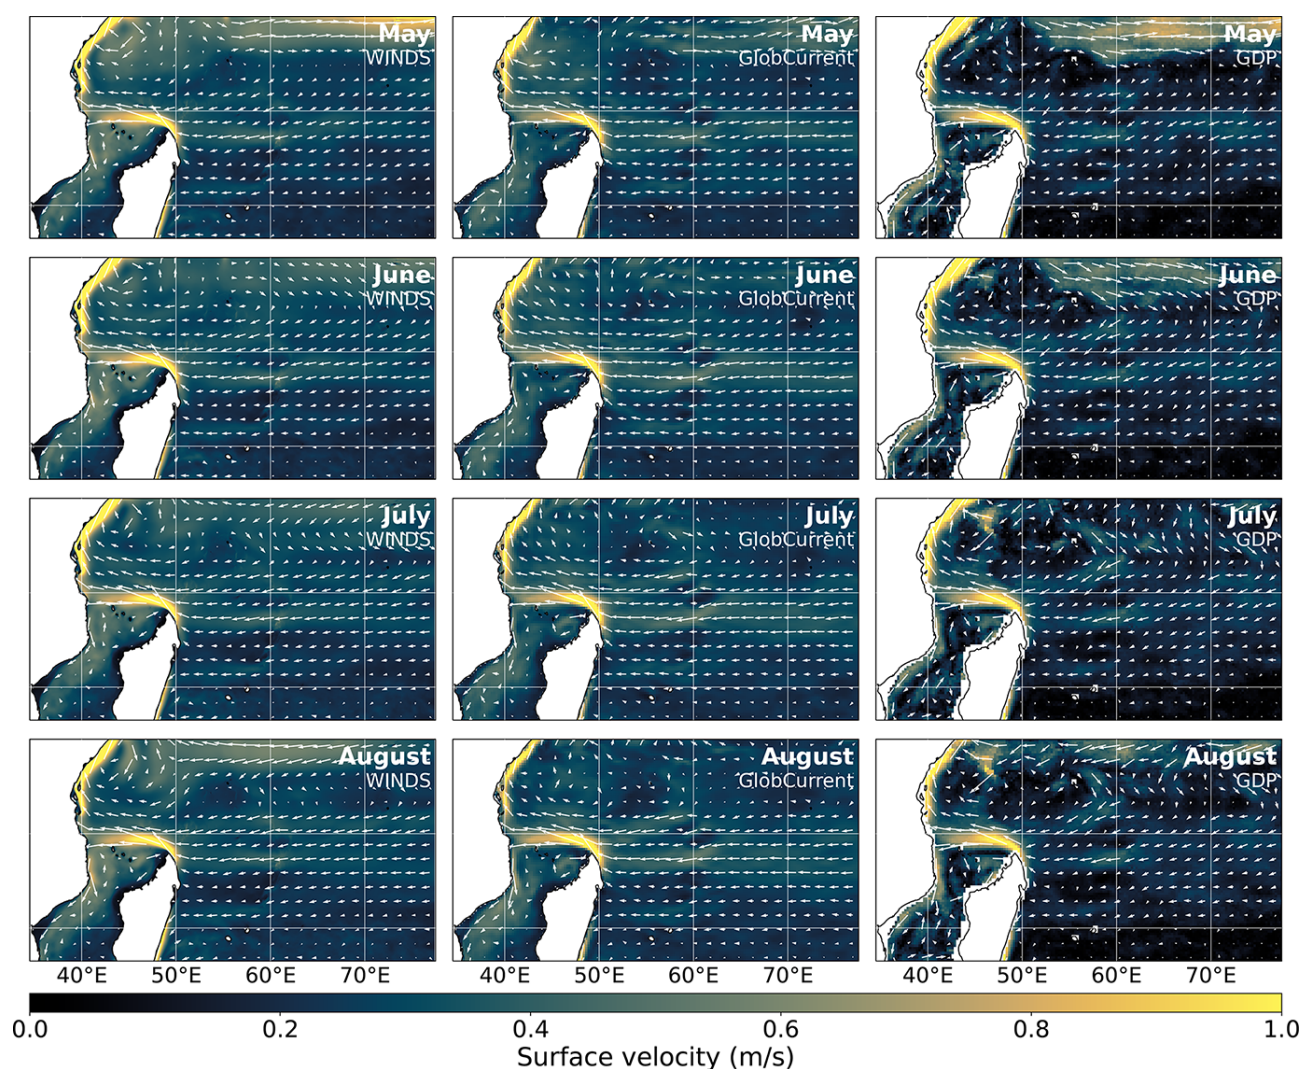 May
WINDS
May
GlobCurrent
May
GDP
June
WINDS
June
GlobCurrent
June
GDP
July
WINDS
July
GlobCurrent
July
GDP
August
WINDS
August
GlobCurrent
August
GDP
40°E 50°E 60°E 70°E 40°E 50°E 60°E 70°E 40°E 50°E 60°E 70°E
0.0 0.2 0.4 0.6 0.8 1.0
Surface velocity (m/s)